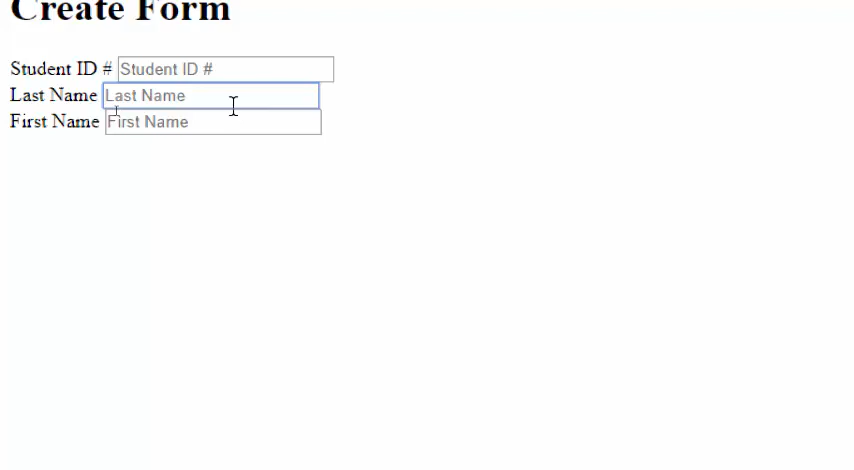 Create Form
Student ID # Student ID #
Last Name Last Name
First Name First Name